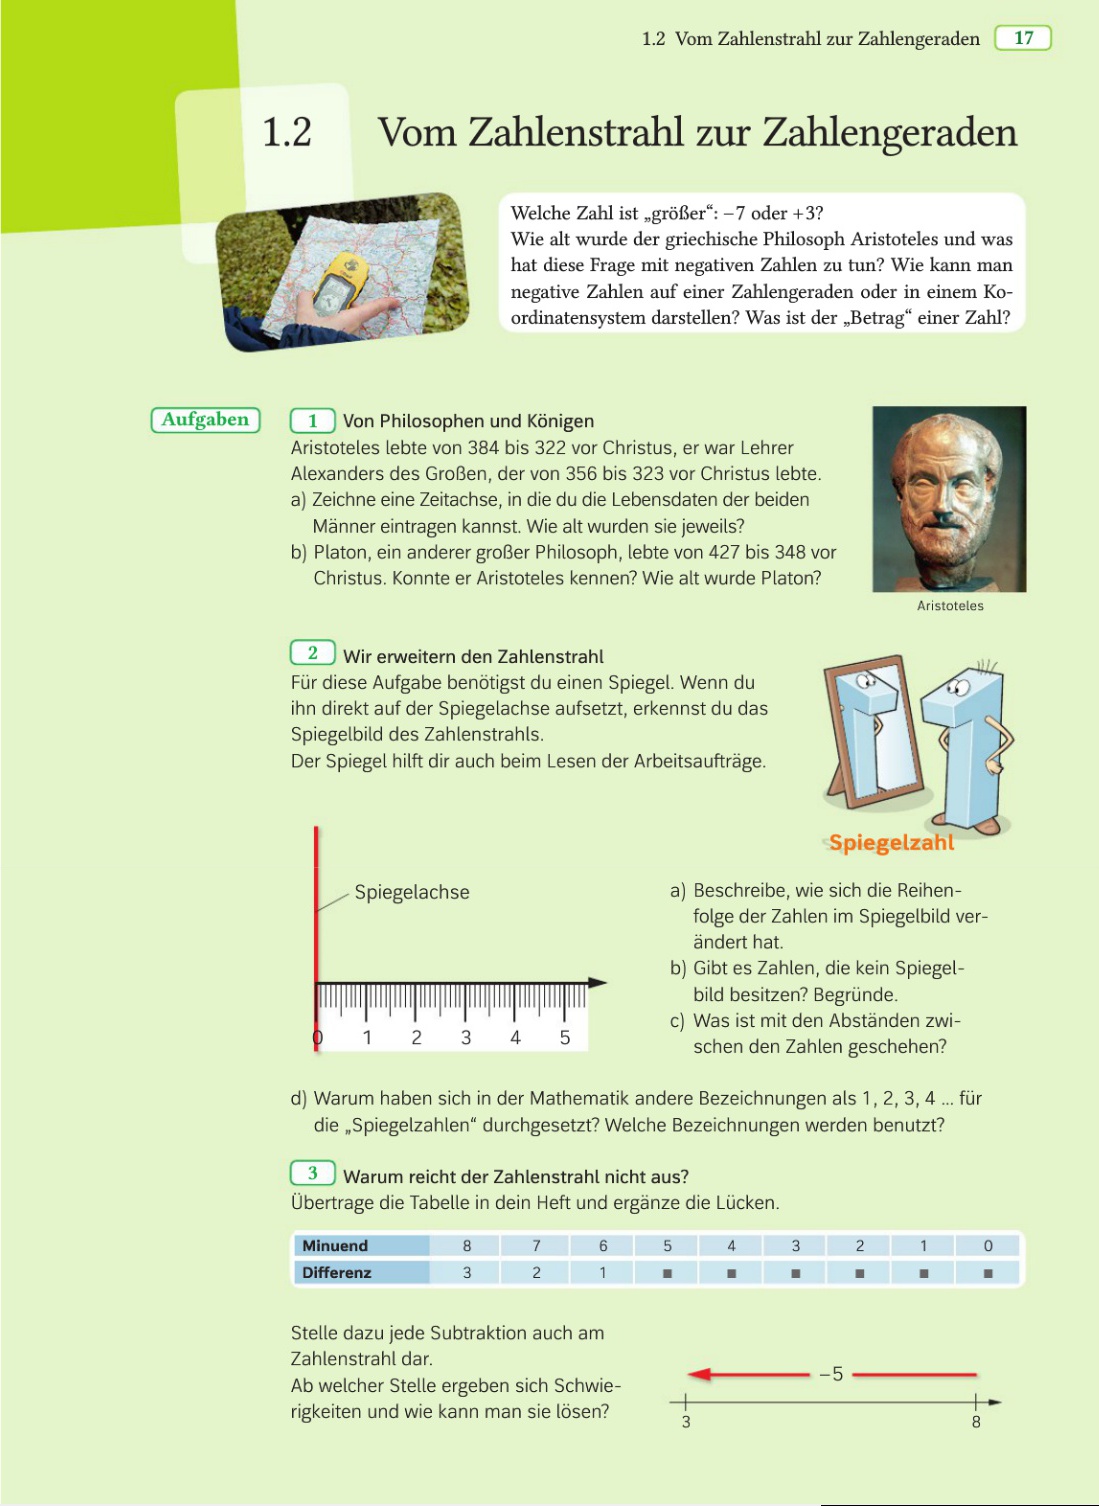 1.2 Vom Zahlenstrahl zur Zahlengeraden 17
1.2 Vom Zahlenstrahl zur Zahlengeraden
Welche Zahl ist „größer“: –7 oder +3?
Wie alt wurde der griechische Philosoph Aristoteles und was
hat diese Frage mit negativen Zahlen zu tun? Wie kann man
negative Zahlen auf einer Zahlengeraden oder in einem Ko-
ordinatensystem darstellen? Was ist der „Betrag“ einer Zahl?
Aufgaben
1 Von Philosophen und Königen
Aristoteles lebte von 384 bis 322 vor Christus, er war Lehrer
Alexanders des Großen, der von 356 bis 323 vor Christus lebte.
a) Zeichne eine Zeitachse, in die du die Lebensdaten der beiden
Männer eintragen kannst. Wie alt wurden sie jeweils?
b) Platon, ein anderer großer Philosoph, lebte von 427 bis 348 vor
Christus. Konnte er Aristoteles kennen? Wie alt wurde Platon?
Aristoteles
2 Wir erweitern den Zahlenstrahl
Für diese Aufgabe benötigst du einen Spiegel. Wenn du
ihn direkt auf der Spiegelachse aufsetzt, erkennst du das
Spiegelbild des Zahlenstrahls.
Der Spiegel hilft dir auch beim Lesen der Arbeitsaufträge.
Spiegelzahl
Spiegelachse
0 1 2 3 4 5
a) Beschreibe, wie sich die Reihen-
folge der Zahlen im Spiegelbild ver-
ändert hat.
b) Gibt es Zahlen, die kein Spiegel-
bild besitzen? Begründe.
c) Was ist mit den Abständen zwi-
schen den Zahlen geschehen?
d) Warum haben sich in der Mathematik andere Bezeichnungen als 1, 2, 3, 4 ... für
die „Spiegelzahlen“ durchgesetzt? Welche Bezeichnungen werden benutzt?
3 Warum reicht der Zahlenstrahl nicht aus?
Übertrage die Tabelle in dein Heft und ergänze die Lücken.
Minuend 8 7 6 5 4 3 2 1 0
Differenz 3 2 1 ■ ■ ■ ■ ■ ■
Stelle dazu jede Subtraktion auch am
Zahlenstrahl dar.
Ab welcher Stelle ergeben sich Schwie-
rigkeiten und wie kann man sie lösen?
–5
3 8